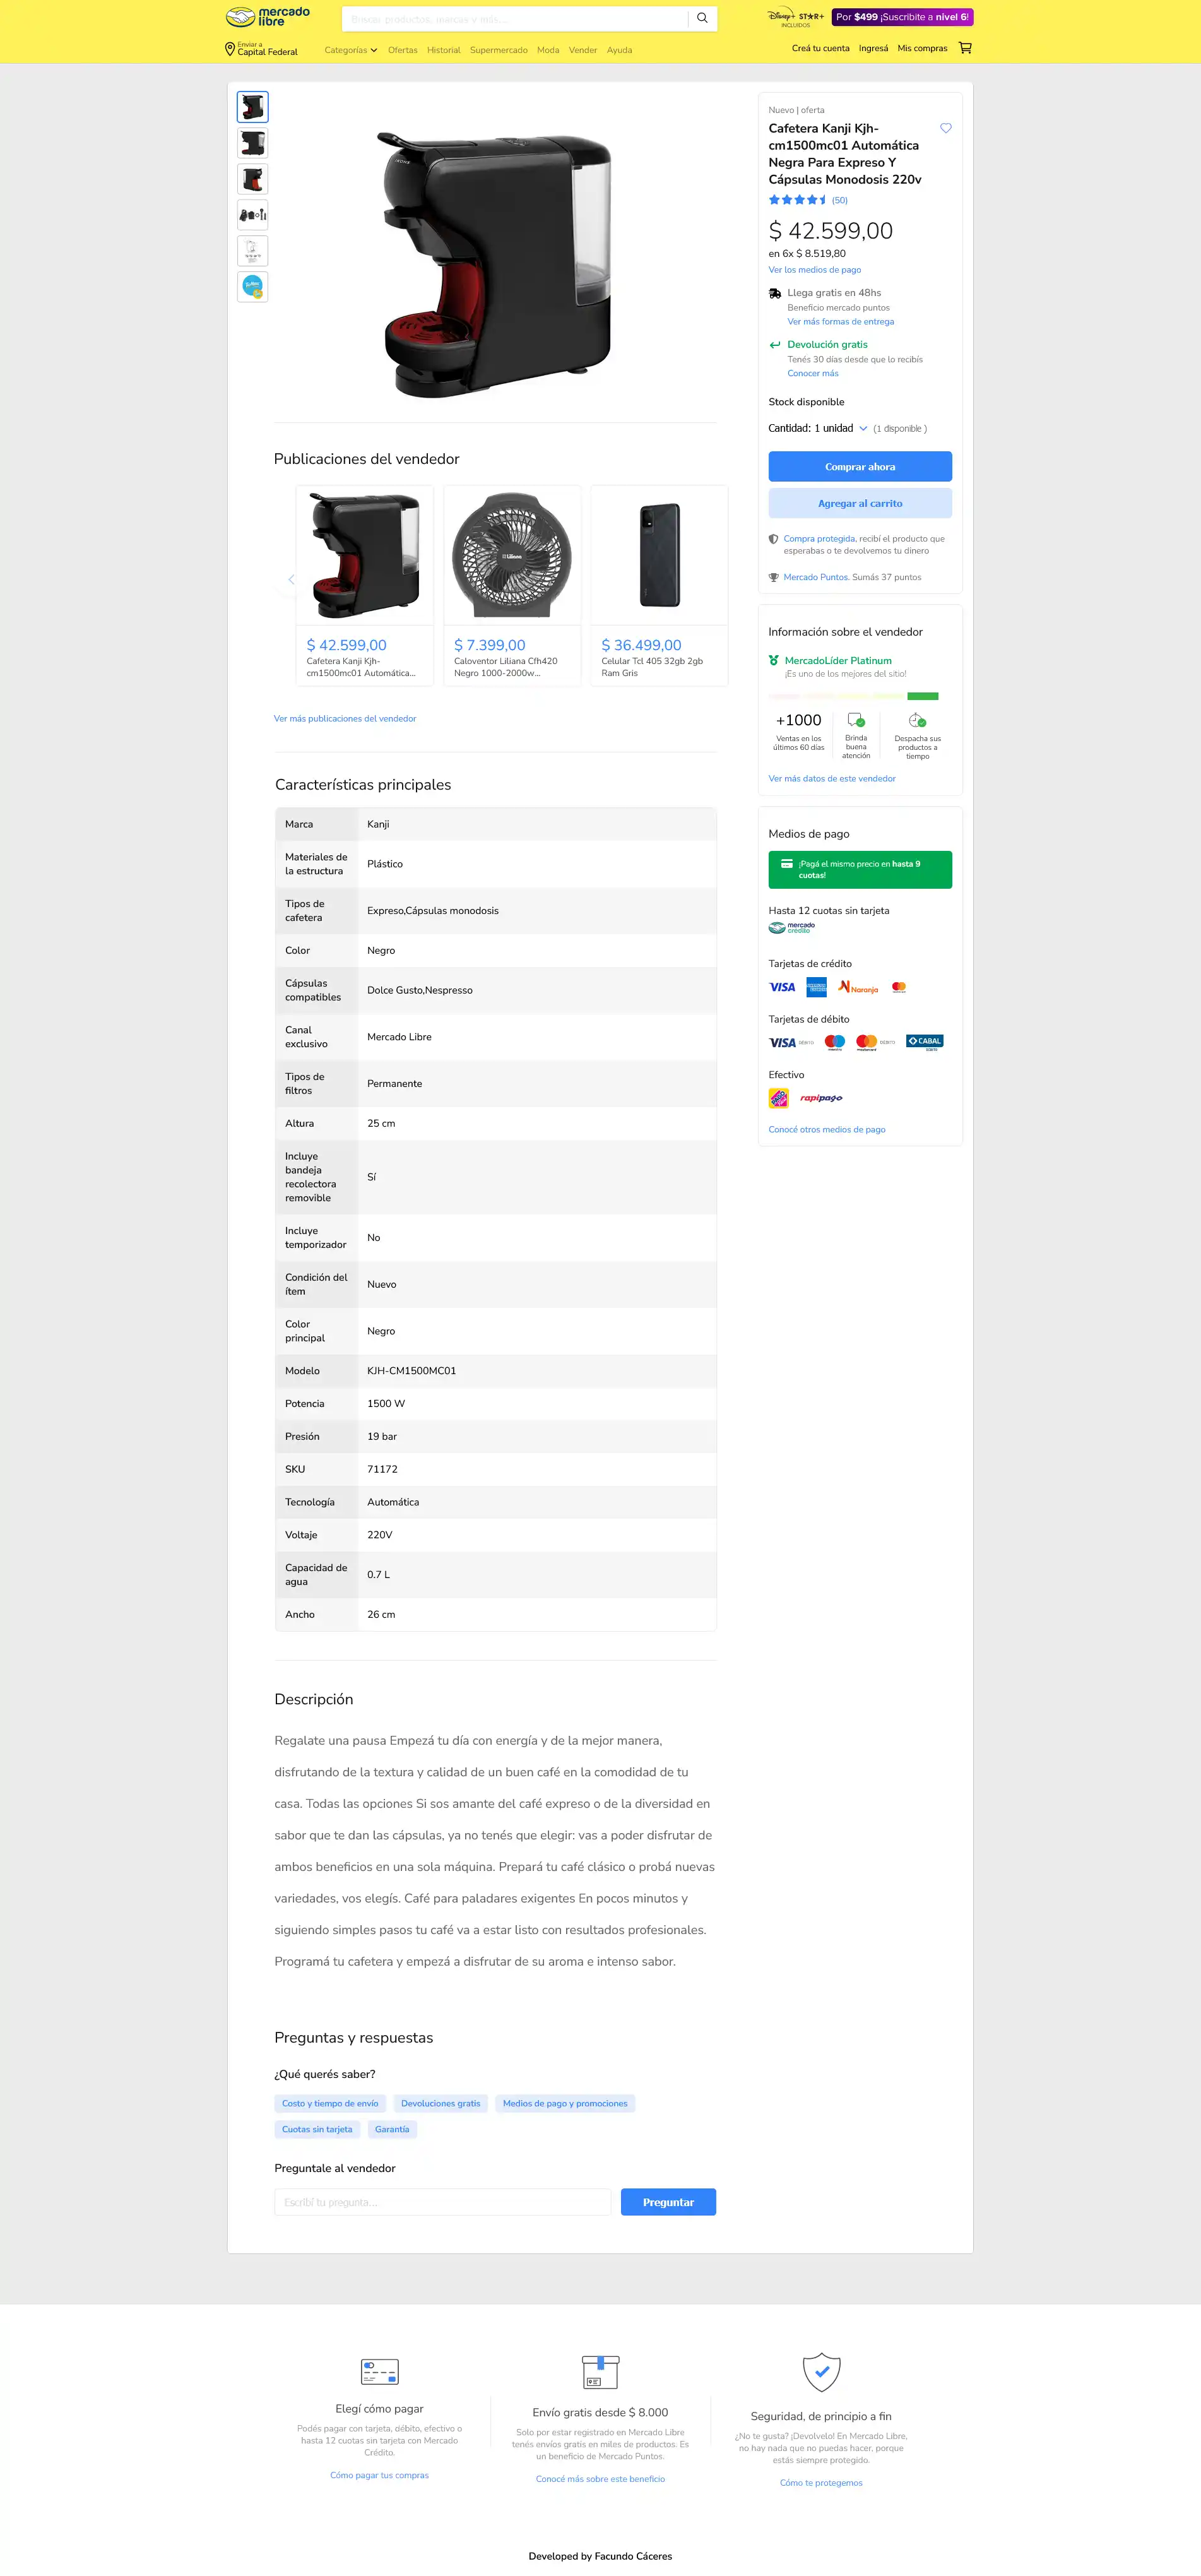 mercado
libre
Buscar productos, marcas y más...
Disney+ ST★R+
INCLUIDOS
Por $499 ¡Suscribite a nivel 6!
Enviar a
Capital Federal
Categorías
Ofertas
Historial
Supermercado
Moda
Vender
Ayuda
Creá tu cuenta
Ingresá
Mis compras
Nuevo | oferta
Cafetera Kanji Kjh-
cm1500mc01 Automática
Negra Para Expreso Y
Cápsulas Monodosis 220v
(50)
$ 42.599,00
en 6x $ 8.519,80
Ver los medios de pago
Llega gratis en 48hs
Beneficio mercado puntos
Ver más formas de entrega
Devolución gratis
Tenés 30 días desde que lo recibís
Conocer más
Stock disponible
Cantidad: 1 unidad (1 disponible )
Comprar ahora
Agregar al carrito
Compra protegida, recibí el producto que
esperabas o te devolvemos tu dinero
Mercado Puntos. Sumás 37 puntos
Publicaciones del vendedor
$ 42.599,00
Cafetera Kanji Kjh-
cm1500mc01 Automática...
$ 7.399,00
Caloventor Liliana Cfh420
Negro 1000-2000w...
$ 36.499,00
Celular Tcl 405 32gb 2gb
Ram Gris
Ver más publicaciones del vendedor
Información sobre el vendedor
MercadoLíder Platinum
¡Es uno de los mejores del sitio!
+1000
Ventas en los
últimos 60 días
Brinda
buena
atención
Despacha sus
productos a
tiempo
Ver más datos de este vendedor
Medios de pago
¡Pagá el mismo precio en hasta 9
cuotas!
Hasta 12 cuotas sin tarjeta
mercado
crédito
Tarjetas de crédito
VISA
Naranja
Tarjetas de débito
VISA DÉBITO
DÉBITO
CABAL
Efectivo
rapipago
Conocé otros medios de pago
Características principales
Marca
Kanji
Materiales de
la estructura
Plástico
Tipos de
cafetera
Expreso,Cápsulas monodosis
Color
Negro
Cápsulas
compatibles
Dolce Gusto,Nespresso
Canal
exclusivo
Mercado Libre
Tipos de
filtros
Permanente
Altura
25 cm
Incluye
bandeja
recolectora
removible
Sí
Incluye
temporizador
No
Condición del
ítem
Nuevo
Color
principal
Negro
Modelo
KJH-CM1500MC01
Potencia
1500 W
Presión
19 bar
SKU
71172
Tecnología
Automática
Voltaje
220V
Capacidad de
agua
0.7 L
Ancho
26 cm
Descripción
Regalate una pausa Empezá tu día con energía y de la mejor manera,
disfrutando de la textura y calidad de un buen café en la comodidad de tu
casa. Todas las opciones Si sos amante del café expreso o de la diversidad en
sabor que te dan las cápsulas, ya no tenés que elegir: vas a poder disfrutar de
ambos beneficios en una sola máquina. Prepará tu café clásico o probá nuevas
variedades, vos elegís. Café para paladares exigentes En pocos minutos y
siguiendo simples pasos tu café va a estar listo con resultados profesionales.
Programá tu cafetera y empezá a disfrutar de su aroma e intenso sabor.
Preguntas y respuestas
¿Qué querés saber?
Costo y tiempo de envío
Devoluciones gratis
Medios de pago y promociones
Cuotas sin tarjeta
Garantía
Preguntale al vendedor
Escribí tu pregunta...
Preguntar
Elegí cómo pagar
Podés pagar con tarjeta, débito, efectivo o
hasta 12 cuotas sin tarjeta con Mercado
Crédito.
Cómo pagar tus compras
Envío gratis desde $ 8.000
Solo por estar registrado en Mercado Libre
tenés envíos gratis en miles de productos. Es
un beneficio de Mercado Puntos.
Conocé más sobre este beneficio
Seguridad, de principio a fin
¿No te gusta? ¡Devolvelo! En Mercado Libre,
no hay nada que no puedas hacer, porque
estás siempre protegido.
Cómo te protegemos
Developed by Facundo Cáceres